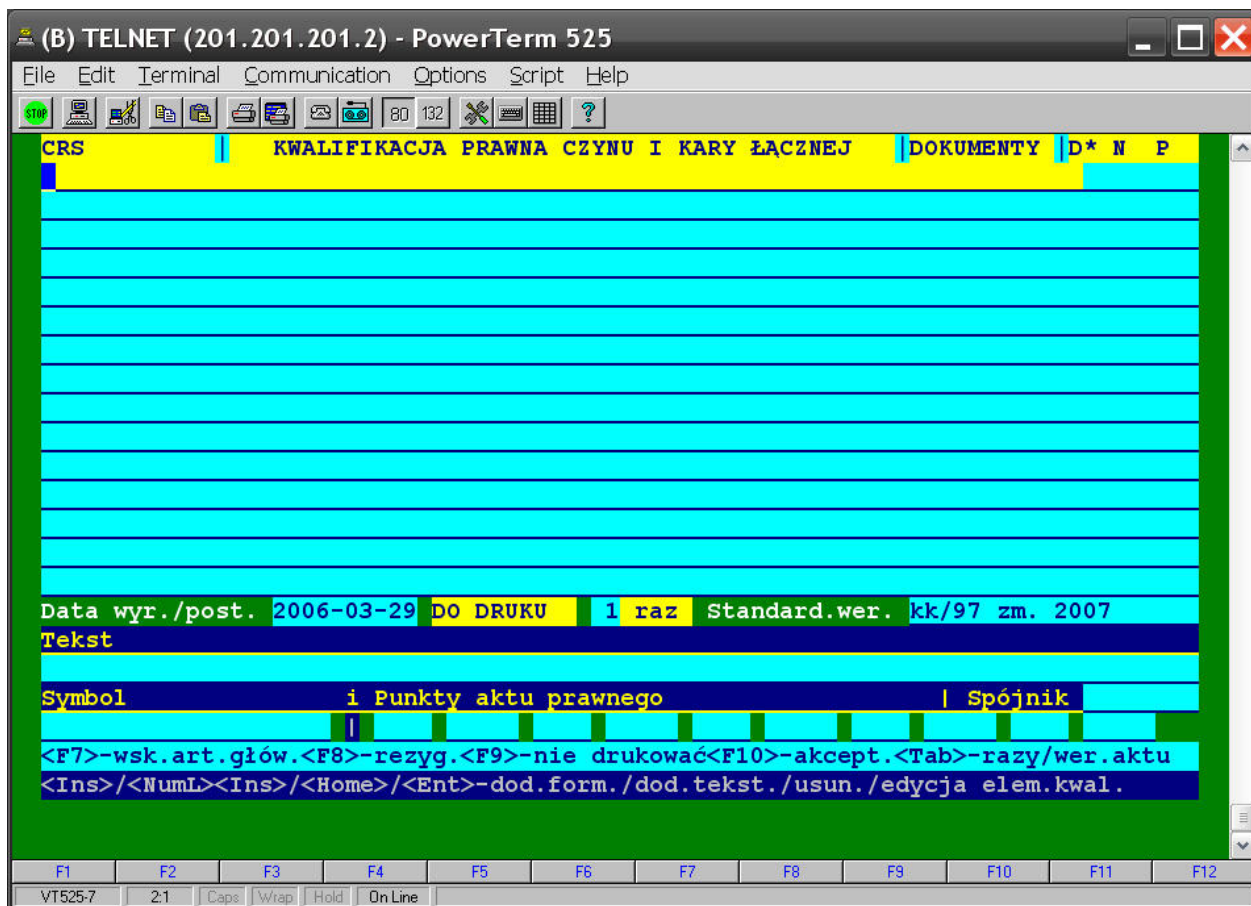 (B) TELNET (201.201.201.2) - PowerTerm 525
File Edit Terminal Communication Options Script Help
STOP 80 132 ?
CRS | KWALIFIKACJA PRAWNA CZYNU I KARY ŁĄCZNEJ |DOKUMENTY |D* N P
Data wyr./post. 2006-03-29 DO DRUKU 1 raz Standard.wer. kk/97 zm. 2007
Tekst
Symbol i Punkty aktu prawnego | Spójnik
|
<F7>-wsk.art.głów.<F8>-rezyg.<F9>-nie drukować<F10>-akcept.<Tab>-razy/wer.aktu
<Ins>/<NumL><Ins>/<Home>/<Ent>-dod.form./dod.tekst./usun./edycja elem.kwal.
F1 F2 F3 F4 F5 F6 F7 F8 F9 F10 F11 F12
VT525-7 2:1 Caps Wrap Hold On Line